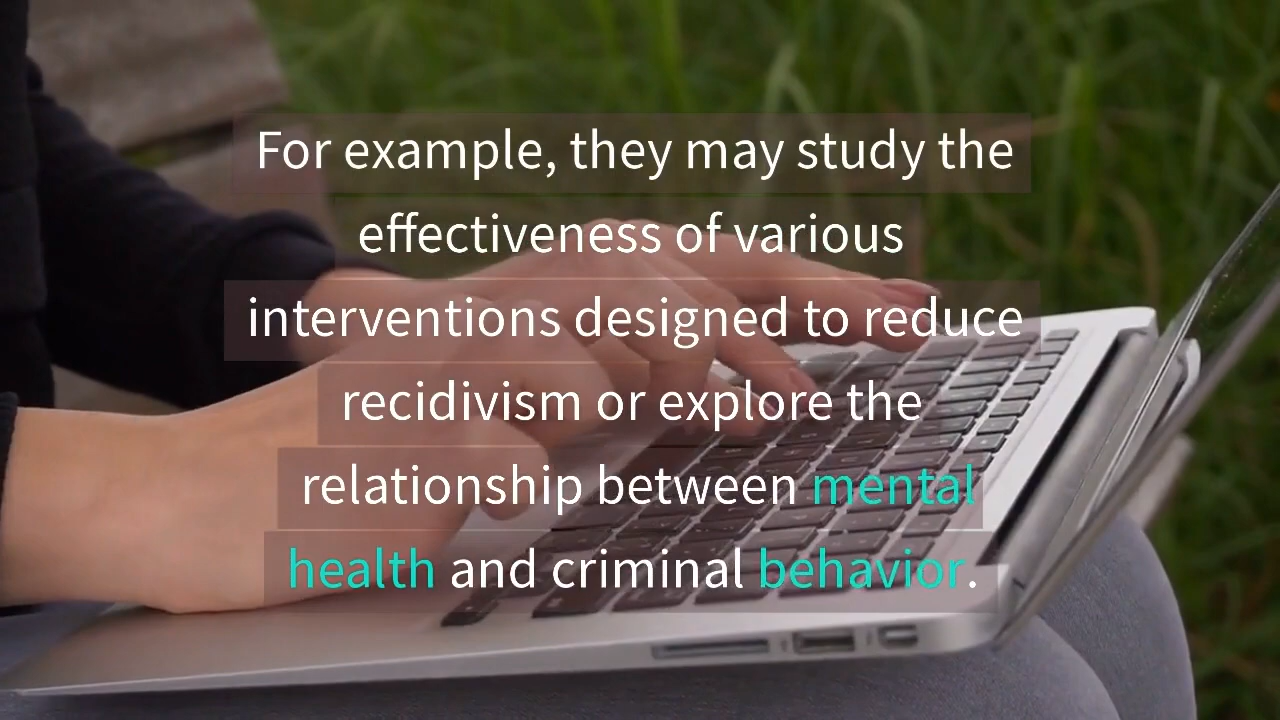 For example, they may study the
effectiveness of various
interventions designed to reduce
recidivism or explore the
relationship between mental
health and criminal behavior.